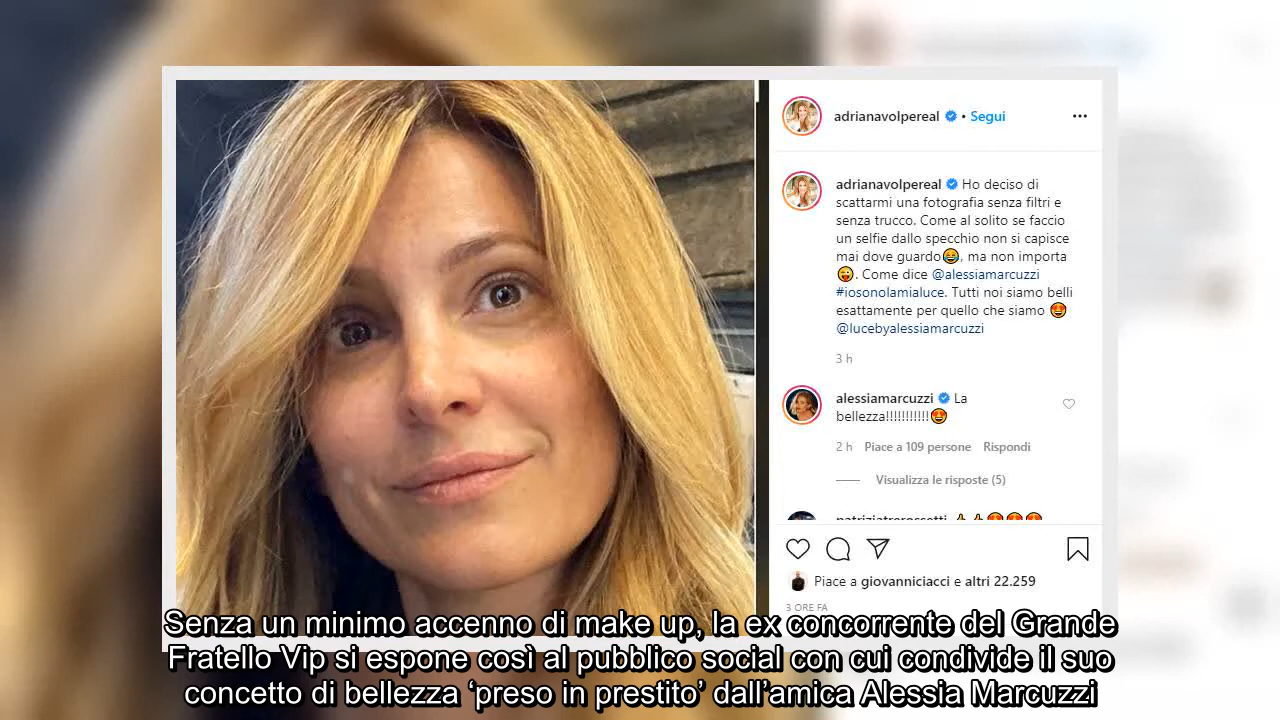 adrianavolpereal • Segui
adrianavolpereal Ho deciso di
scattarmi una fotografia senza filtri e
senza trucco. Come al solito se faccio
un selfie dallo specchio non si capisce
mai dove guardo😂, ma non importa
😜. Come dice @alessiamarcuzzi
#iosonolamialuce. Tutti noi siamo belli
esattamente per quello che siamo 😍
@lucebyalessiamarcuzzi
3 h
alessiamarcuzzi La
bellezza!!!!!!!!!!!😍
2 h Piace a 109 persone Rispondi
Visualizza le risposte (5)
Piace a giovanniciacci e altri 22.259
3 ORE FA
Senza un minimo accenno di make up, la ex concorrente del Grande
Fratello Vip si espone così al pubblico social con cui condivide il suo
concetto di bellezza ‘preso in prestito’ dall’amica Alessia Marcuzzi